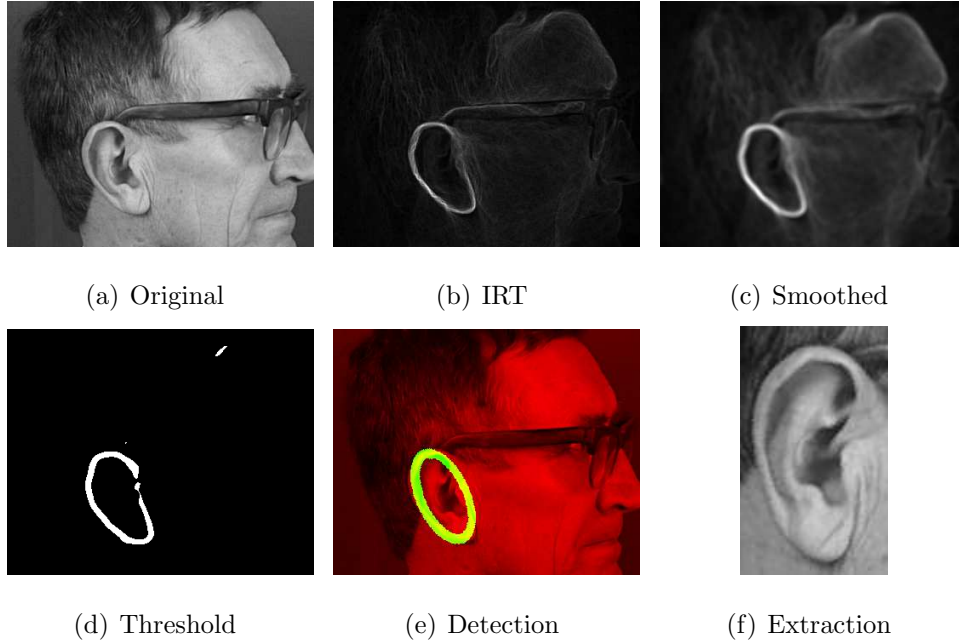 (a) Original
(b) IRT
(c) Smoothed
(d) Threshold
(e) Detection
(f) Extraction